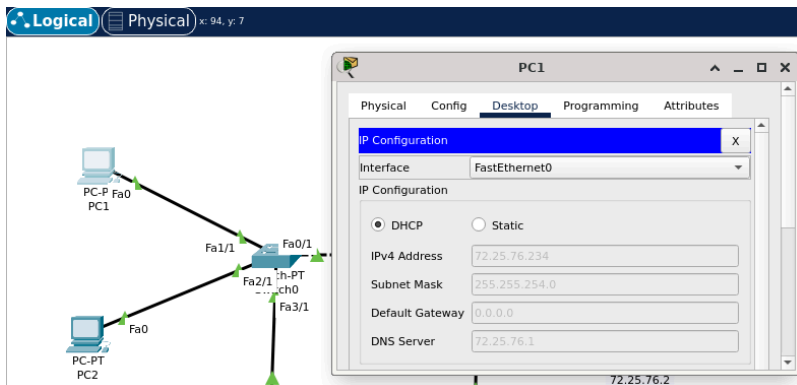 Logical Physical x: 94, y: 7
PC1
Physical Config Desktop Programming Attributes
IP Configuration X
Interface FastEthernet0
IP Configuration
DHCP Static
IPv4 Address 72.25.76.234
Subnet Mask 255.255.254.0
Default Gateway 0.0.0.0
DNS Server 72.25.76.1
PC-P Fa0
PC1
Fa1/1 Fa0/1
Fa2/1 ch-PT
Fa3/1
Fa0
PC-PT
PC2
72.25.76.2